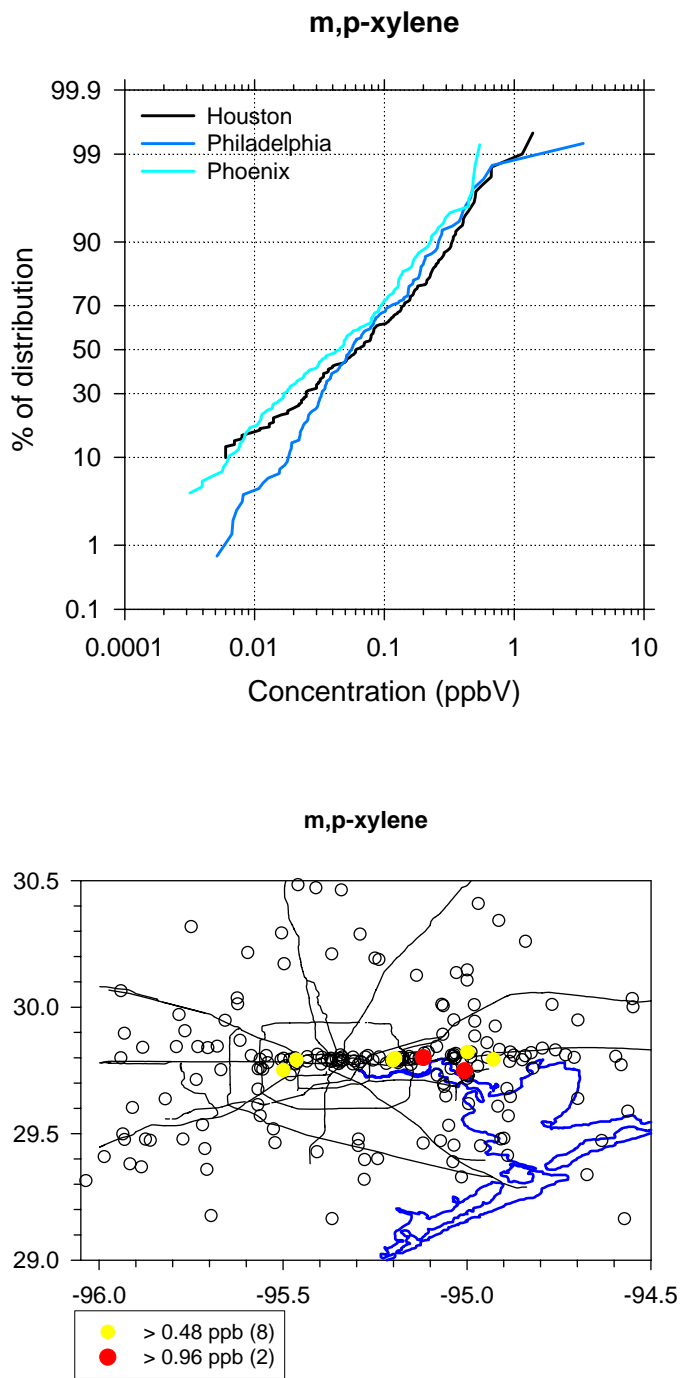 m,p-xylene
99.9
Houston
Philadelphia
Phoenix
99
90
70
50
30
10
1
0.1
% of distribution
0.0001 0.01 0.1 1 10
Concentration (ppbV)
m,p-xylene
30.5
30.0
29.5
29.0
-96.0 -95.5 -95.0 -94.5
> 0.48 ppb (8)
> 0.96 ppb (2)